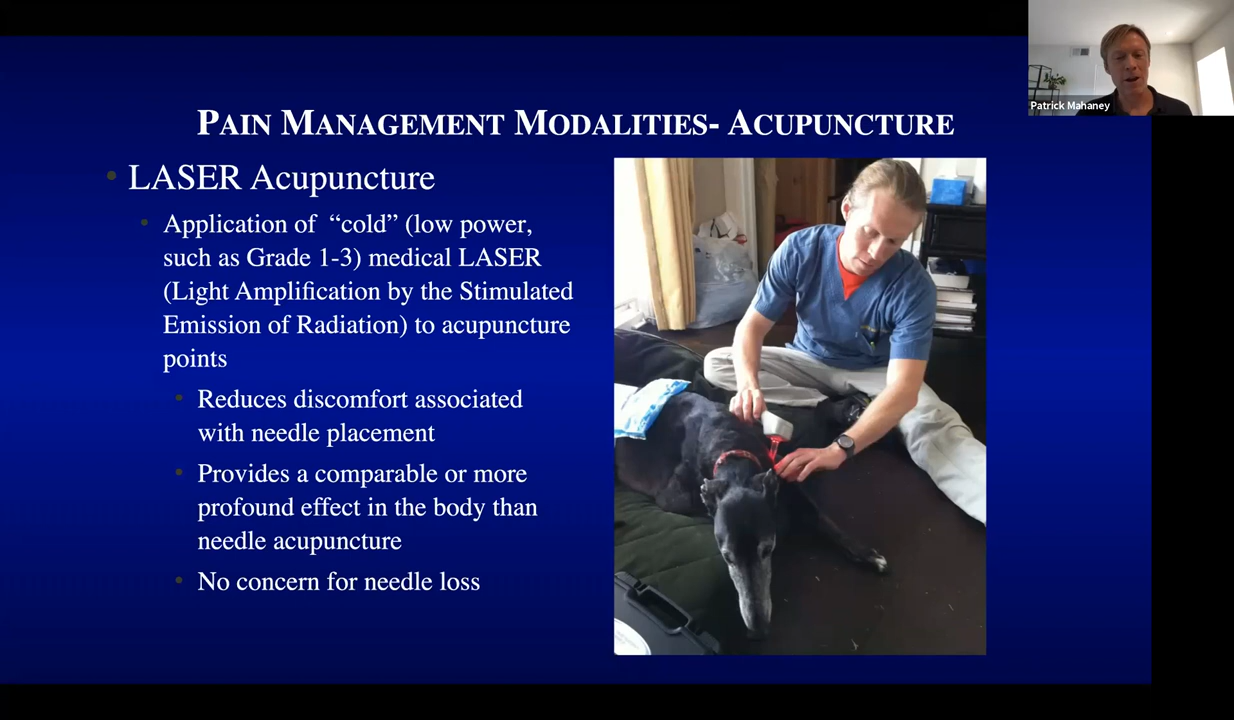 PAIN MANAGEMENT MODALITIES- ACUPUNCTURE
LASER Acupuncture
Application of “cold” (low power,
such as Grade 1-3) medical LASER
(Light Amplification by the Stimulated
Emission of Radiation) to acupuncture
points
Reduces discomfort associated
with needle placement
Provides a comparable or more
profound effect in the body than
needle acupuncture
No concern for needle loss
Patrick Mahaney